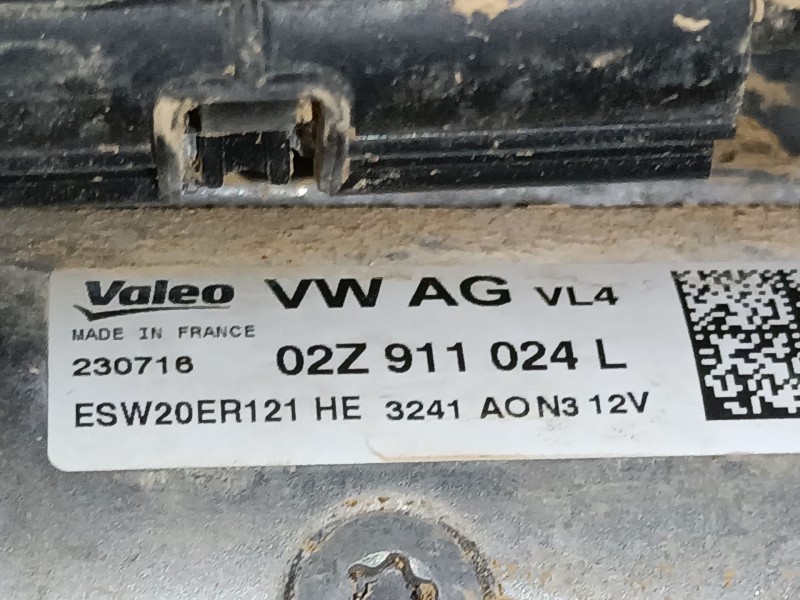 Valeo VW AG VL4
MADE IN FRANCE
230716 02Z 911 024 L
ESW20ER121 HE 3241 AO N3 12V